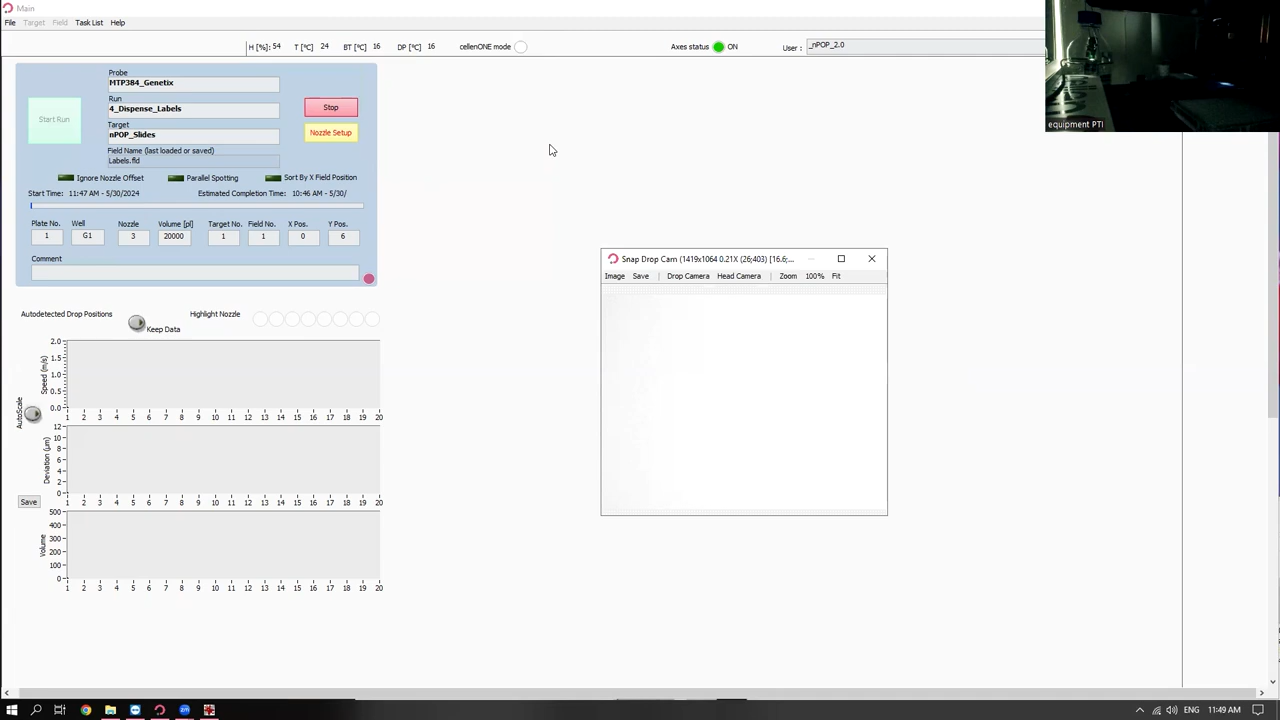 Main
File Target Field Task List Help
H [%]: 54 T [°C] 24 BT [°C] 16 DP [°C] 16 cellenONE mode Axes status ON User : _nPOP_2.0
equipment PTI
Probe
MTP384_Genetix
Start Run
Run
4_Dispense_Labels
Stop
Target
nPOP_Slides
Nozzle Setup
Field Name (last loaded or saved)
Labels.fld
Ignore Nozzle Offset Parallel Spotting Sort By X Field Position
Start Time: 11:47 AM - 5/30/2024 Estimated Completion Time: 10:46 AM - 5/30/
Plate No. Well Nozzle Volume [pl] Target No. Field No. X Pos. Y Pos.
1 G1 3 20000 1 1 0 6
Comment
Autodetected Drop Positions Keep Data Highlight Nozzle
AutoScale
Speed (m/s)
2.0
1.5
1.0
0.5
0.0
1 2 3 4 5 6 7 8 9 10 11 12 13 14 15 16 17 18 19 20
Deviation (µm)
12
10
8
6
4
2
0
1 2 3 4 5 6 7 8 9 10 11 12 13 14 15 16 17 18 19 20
Save
Volume
500
400
300
200
100
0
1 2 3 4 5 6 7 8 9 10 11 12 13 14 15 16 17 18 19 20
Snap Drop Cam (1419x1064 0.21X (26;403) [16.6;...
Image Save Drop Camera Head Camera Zoom 100% Fit
ENG 11:49 AM